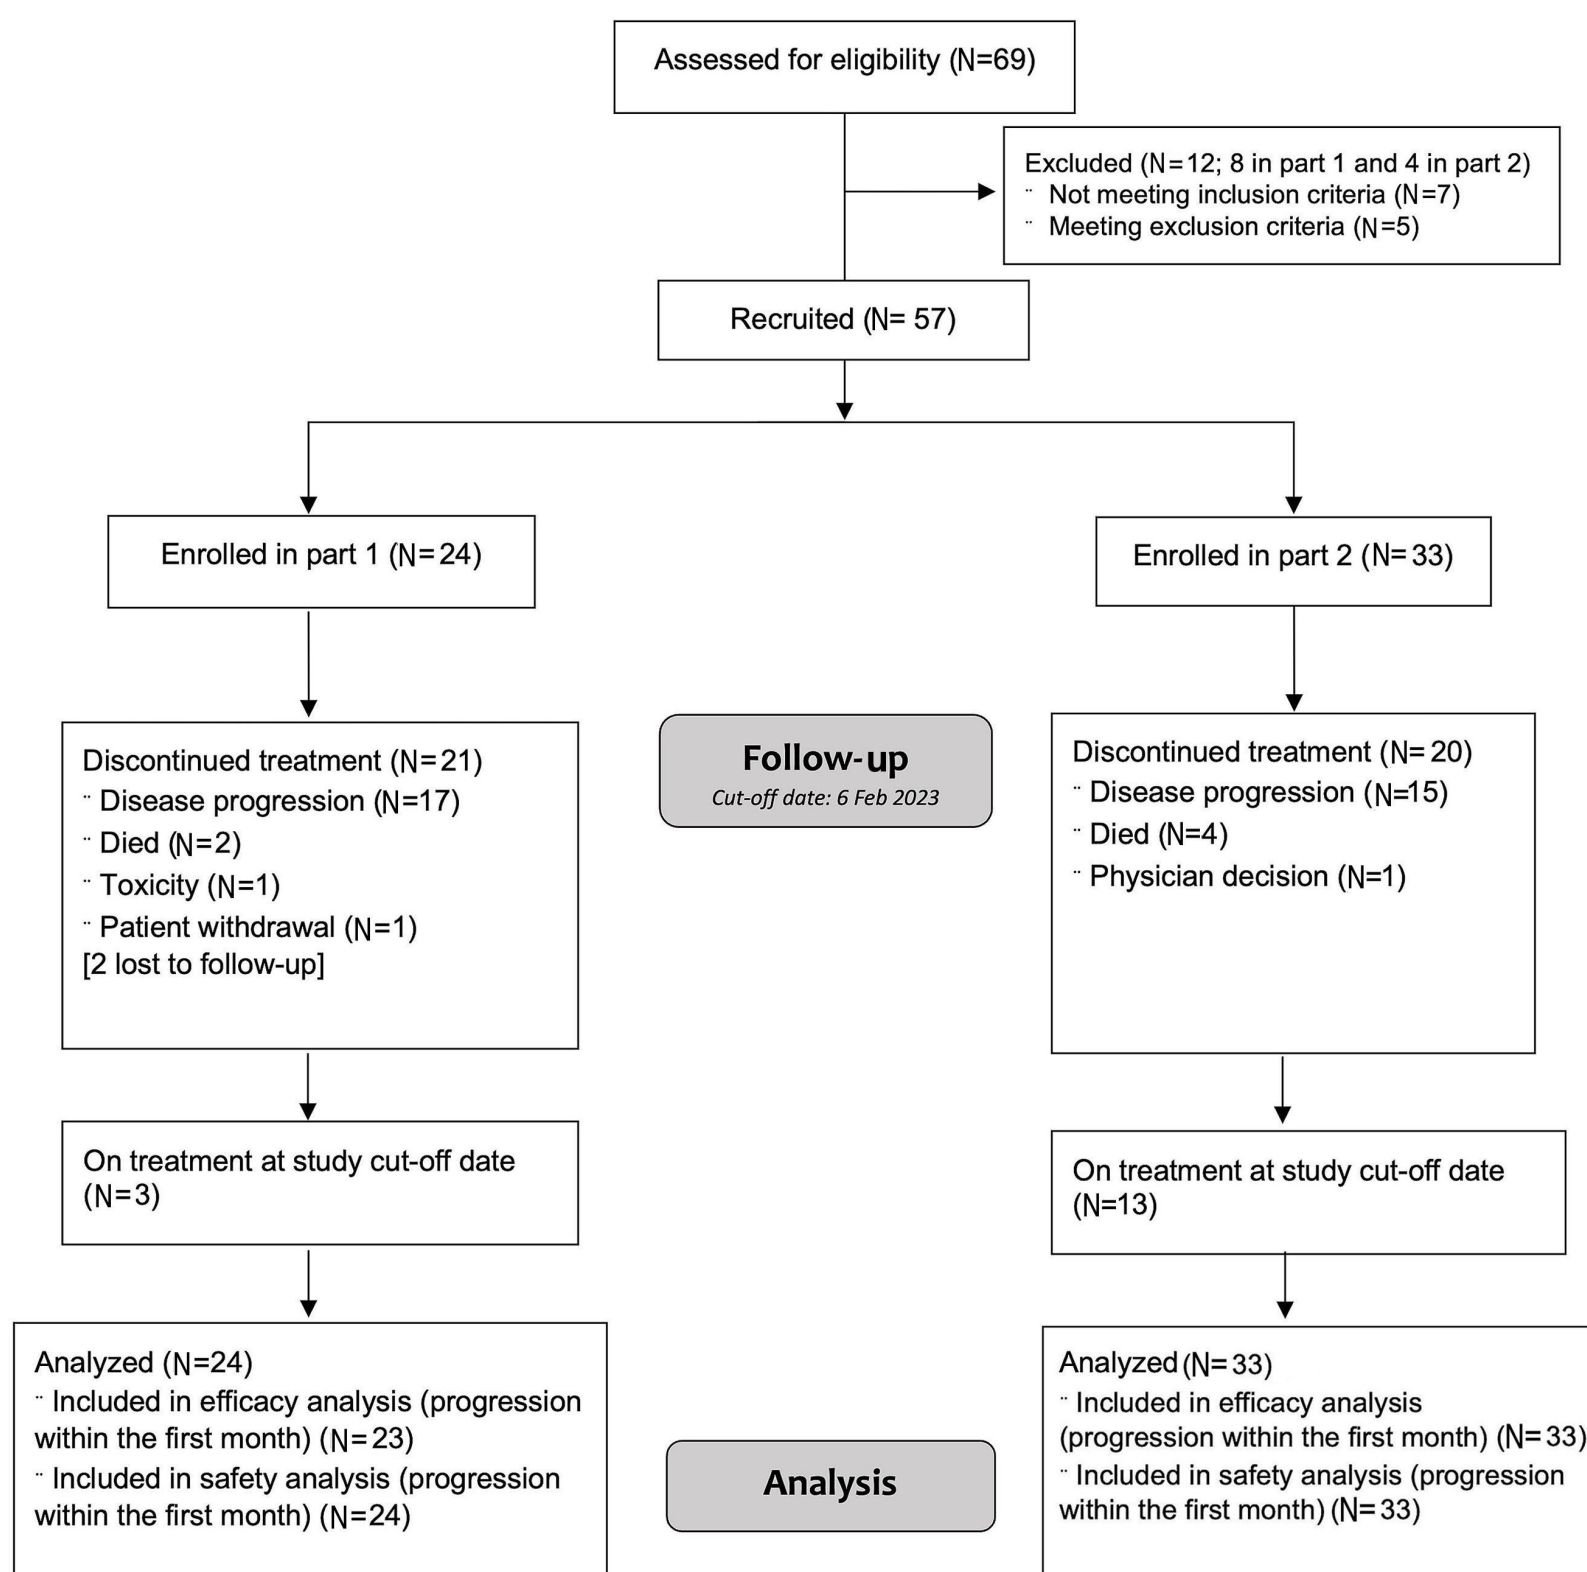 Assessed for eligibility (N=69)
Excluded (N=12; 8 in part 1 and 4 in part 2)
¨ Not meeting inclusion criteria (N=7)
¨ Meeting exclusion criteria (N=5)
Recruited (N= 57)
Enrolled in part 1 (N=24)
Enrolled in part 2 (N=33)
Discontinued treatment (N=21)
¨ Disease progression (N=17)
¨ Died (N=2)
¨ Toxicity (N=1)
¨ Patient withdrawal (N=1)
[2 lost to follow-up]
Follow-up
Cut-off date: 6 Feb 2023
Discontinued treatment (N=20)
¨ Disease progression (N=15)
¨ Died (N=4)
¨ Physician decision (N=1)
On treatment at study cut-off date
(N=3)
On treatment at study cut-off date
(N=13)
Analyzed (N=24)
¨ Included in efficacy analysis (progression
within the first month) (N=23)
¨ Included in safety analysis (progression
within the first month) (N=24)
Analysis
Analyzed (N=33)
¨ Included in efficacy analysis
(progression within the first month) (N=33)
¨ Included in safety analysis (progression
within the first month) (N=33)